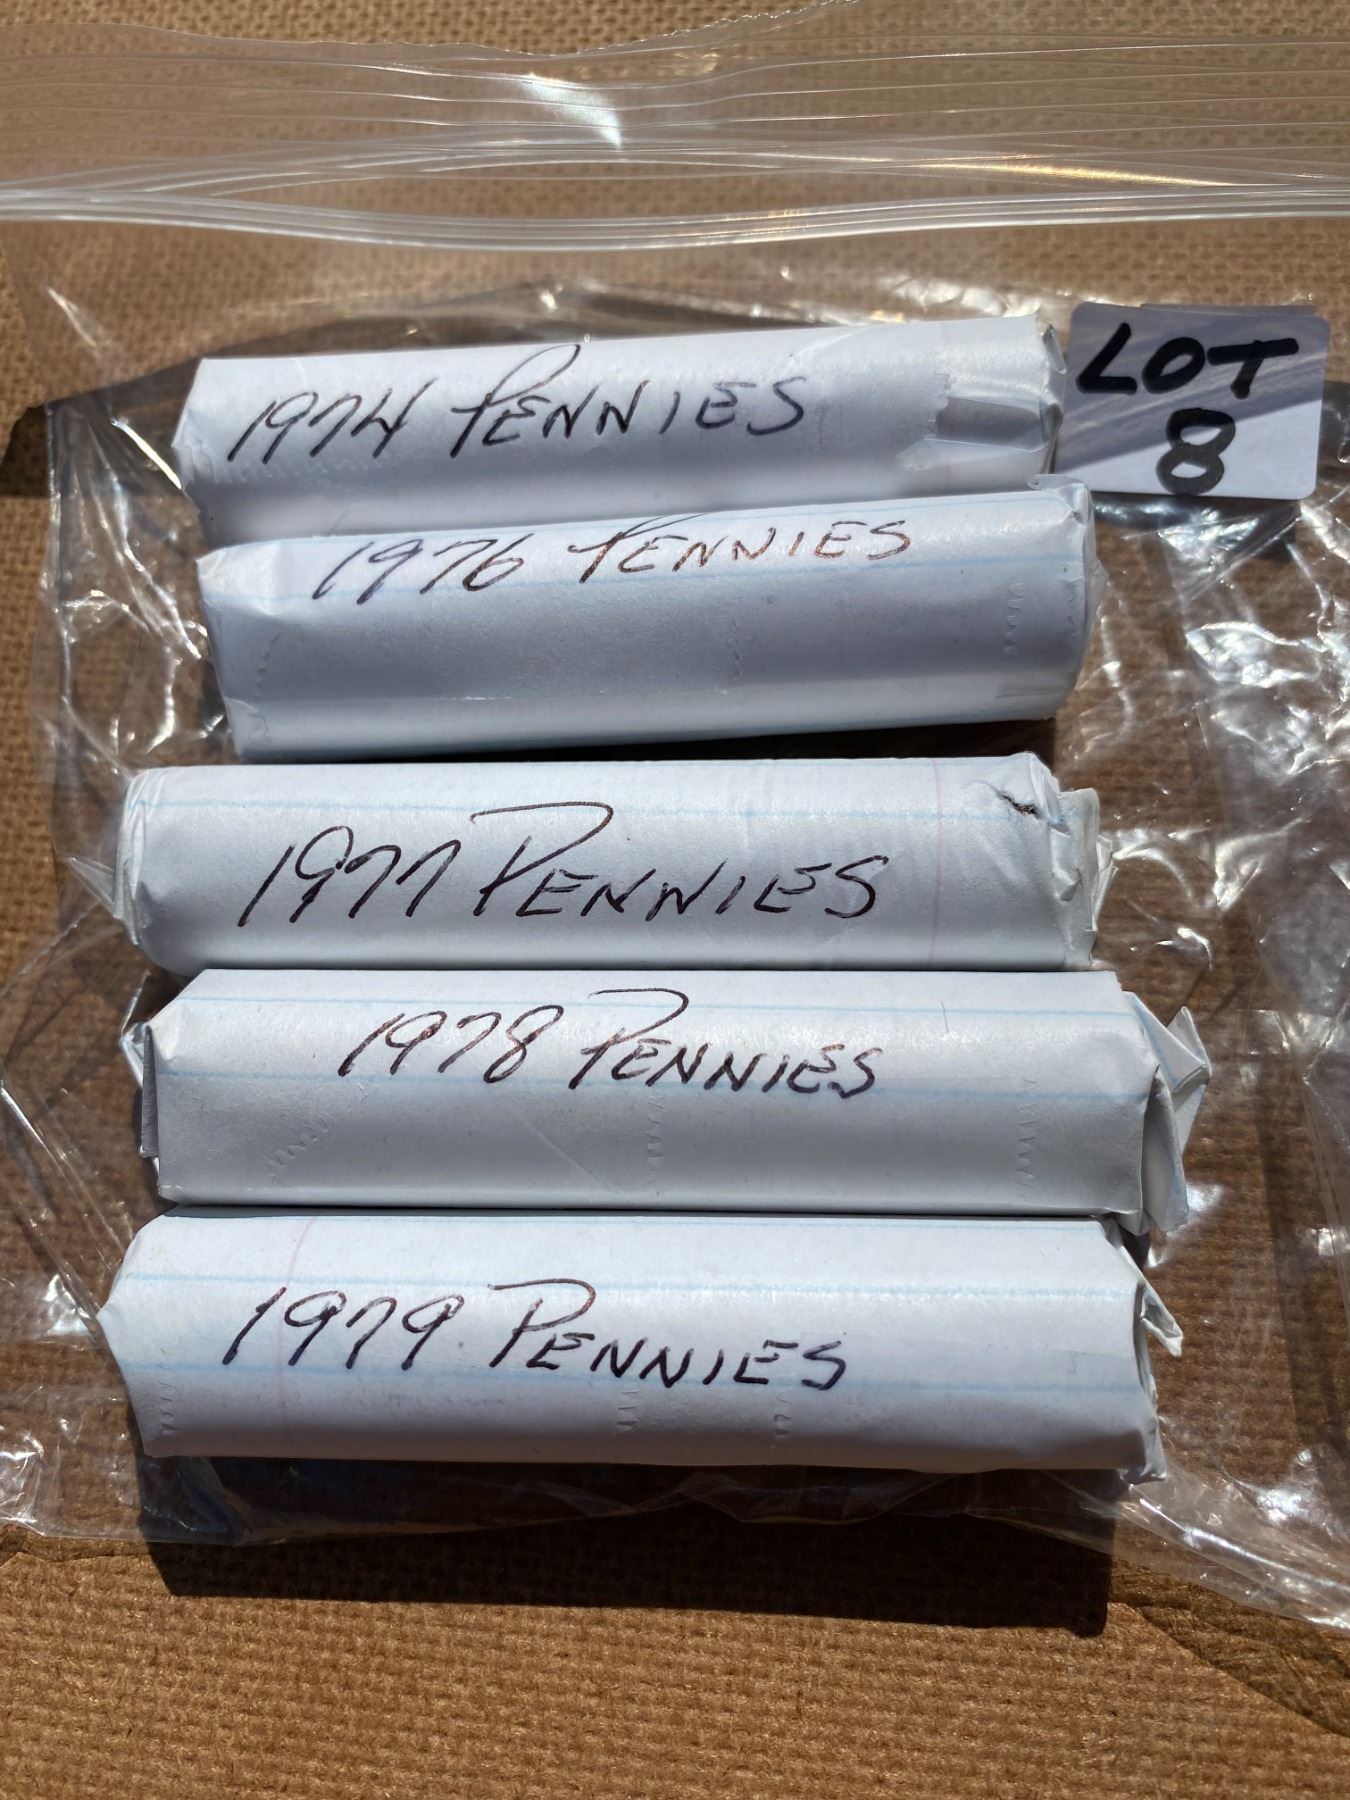 1974 PENNIES
LOT
8
1976 PENNIES
1977 PENNIES
1978 PENNIES
1979 PENNIES